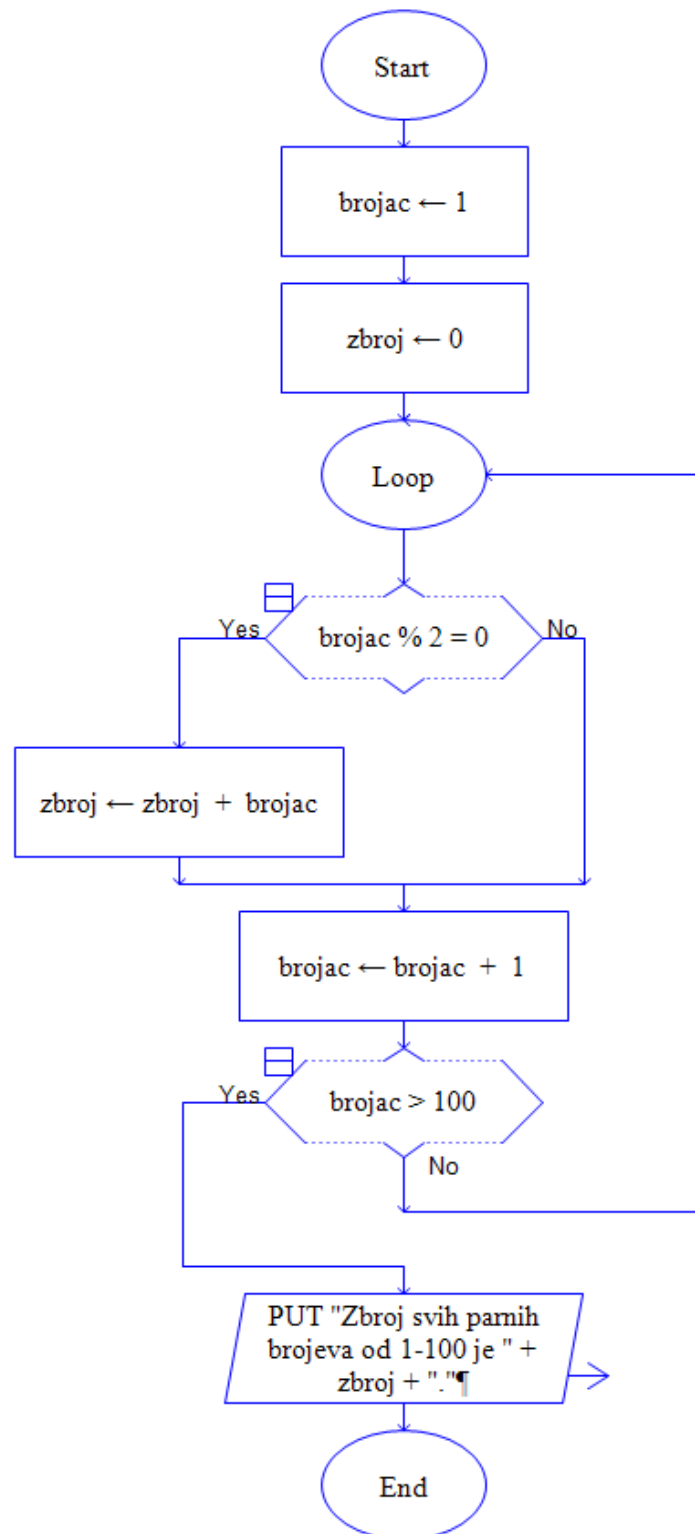 Start
brojac ← 1
zbroj ← 0
Loop
Yes
brojac % 2 = 0
No
zbroj ← zbroj + brojac
brojac ← brojac + 1
Yes
brojac > 100
No
PUT "Zbroj svih parnih
brojeva od 1-100 je " +
zbroj + "."¶
End